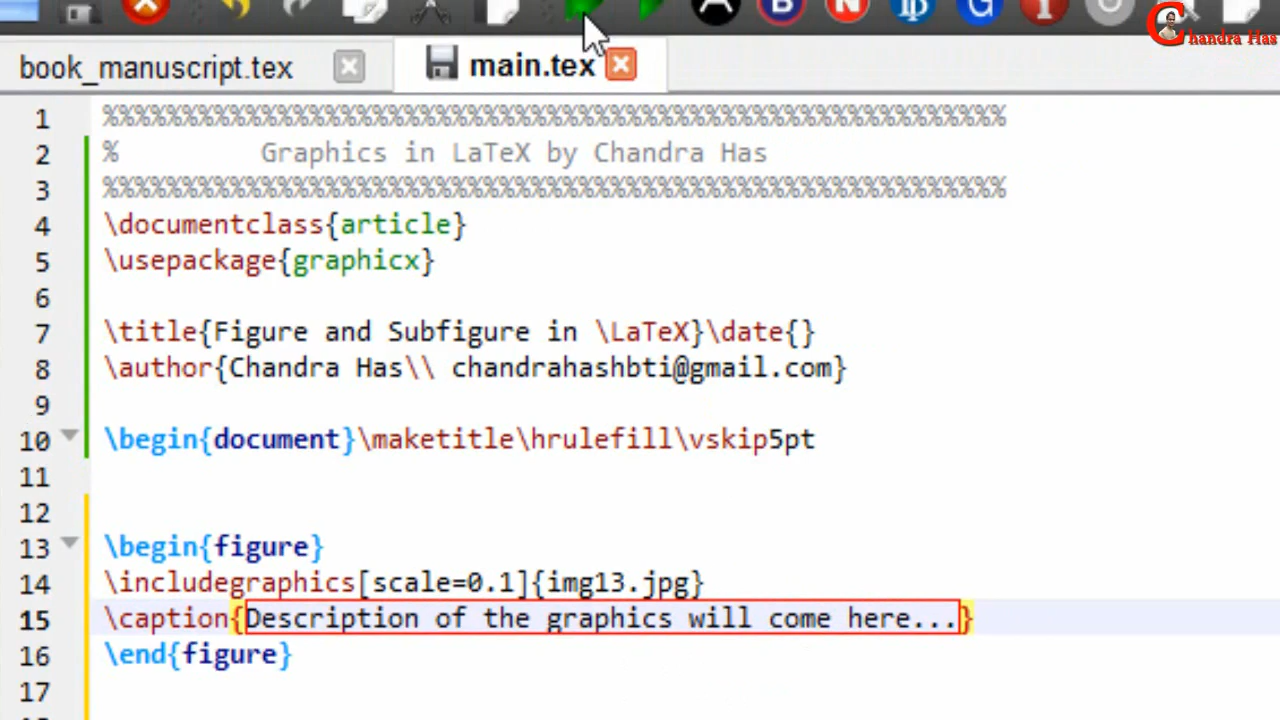 Chandra Has
book_manuscript.tex main.tex
1 %%%%%%%%%%%%%%%%%%%%%%%%%%%%%%%%%%%%%%%%%%%%%%%%%%%%%%%%%
2 % Graphics in LaTeX by Chandra Has
3 %%%%%%%%%%%%%%%%%%%%%%%%%%%%%%%%%%%%%%%%%%%%%%%%%%%%%%%%%
4 \documentclass{article}
5 \usepackage{graphicx}
6
7 \title{Figure and Subfigure in \LaTeX}\date{}
8 \author{Chandra Has\\ chandrahashbti@gmail.com}
9
10 \begin{document}\maketitle\hrulefill\vskip5pt
11
12
13 \begin{figure}
14 \includegraphics[scale=0.1]{img13.jpg}
15 \caption{Description of the graphics will come here...}
16 \end{figure}
17